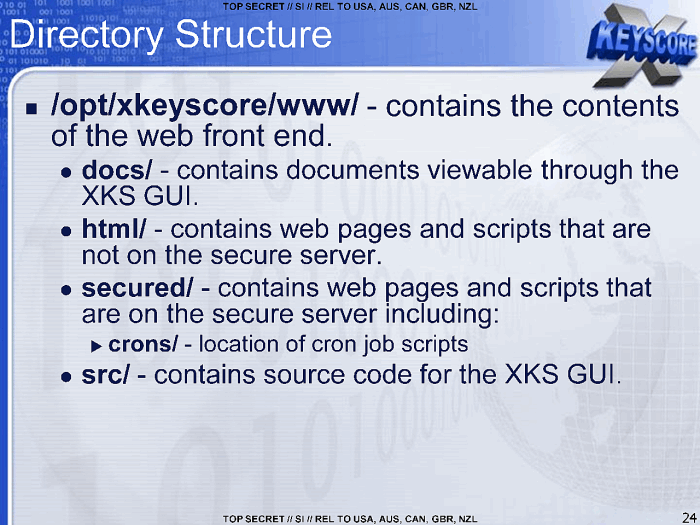 TOP SECRET // SI // REL TO USA, AUS, CAN, GBR, NZL
Directory Structure
XKEYSCORE
■ /opt/xkeyscore/www/ - contains the contents
of the web front end.
● docs/ - contains documents viewable through the
XKS GUI.
● html/ - contains web pages and scripts that are
not on the secure server.
● secured/ - contains web pages and scripts that
are on the secure server including:
▶ crons/ - location of cron job scripts
● src/ - contains source code for the XKS GUI.
TOP SECRET // SI // REL TO USA, AUS, CAN, GBR, NZL
24